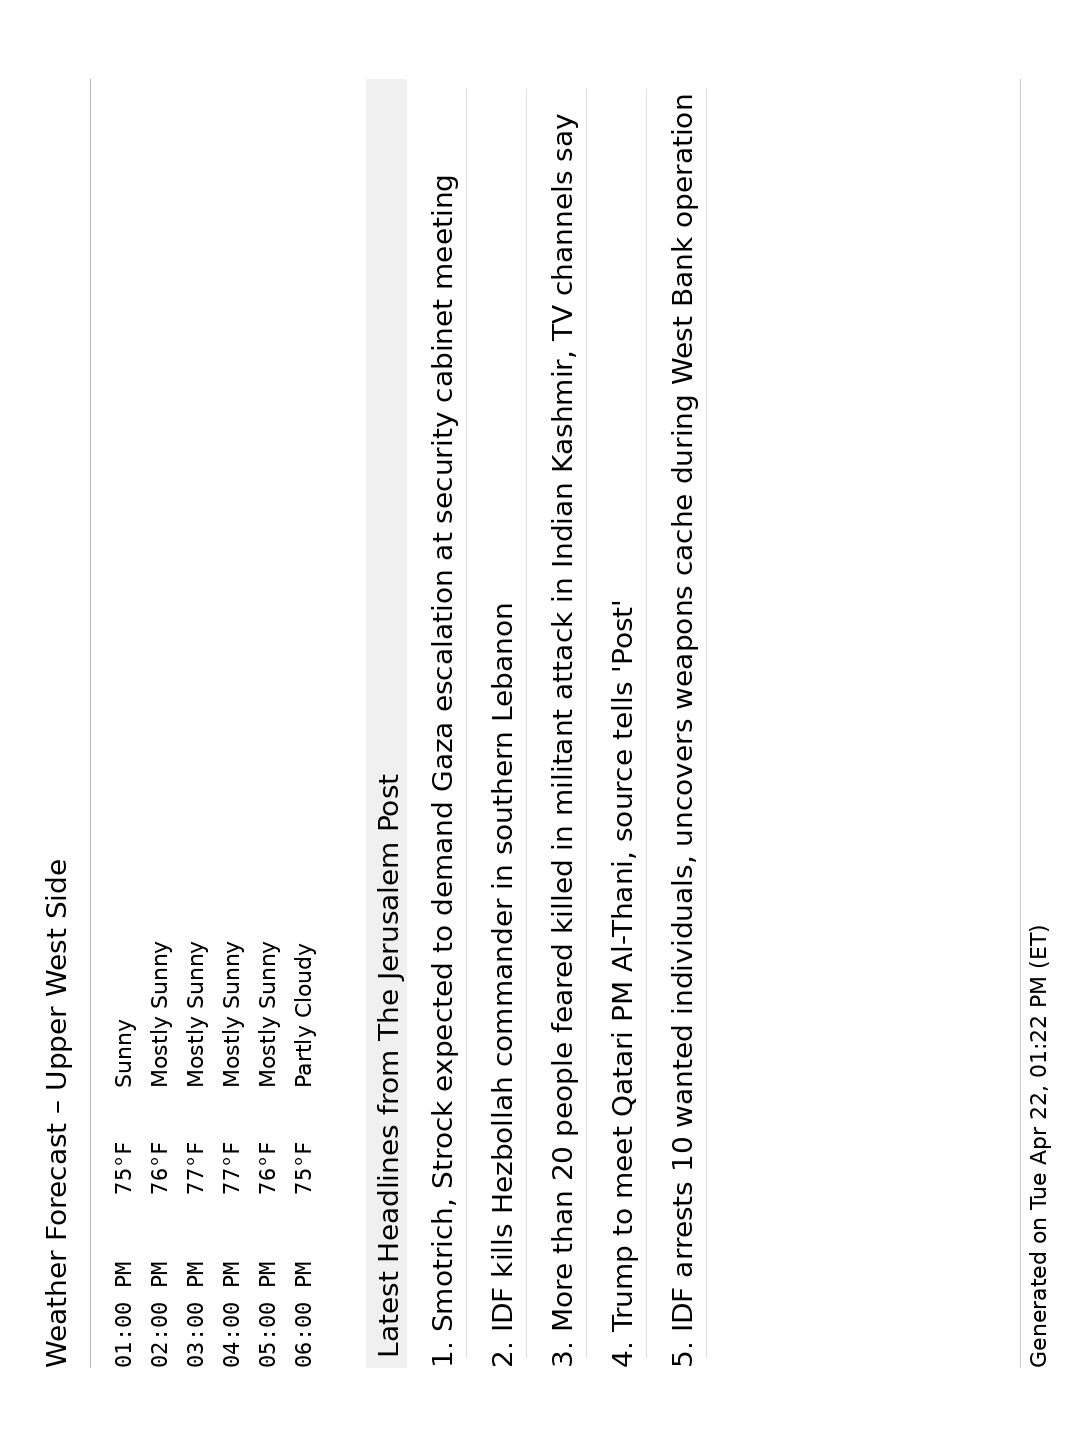 Weather Forecast – Upper West Side
01:00 PM 75°F Sunny
02:00 PM 76°F Mostly Sunny
03:00 PM 77°F Mostly Sunny
04:00 PM 77°F Mostly Sunny
05:00 PM 76°F Mostly Sunny
06:00 PM 75°F Partly Cloudy
Latest Headlines from The Jerusalem Post
1. Smotrich, Strock expected to demand Gaza escalation at security cabinet meeting
2. IDF kills Hezbollah commander in southern Lebanon
3. More than 20 people feared killed in militant attack in Indian Kashmir, TV channels say
4. Trump to meet Qatari PM Al-Thani, source tells 'Post'
5. IDF arrests 10 wanted individuals, uncovers weapons cache during West Bank operation
Generated on Tue Apr 22, 01:22 PM (ET)